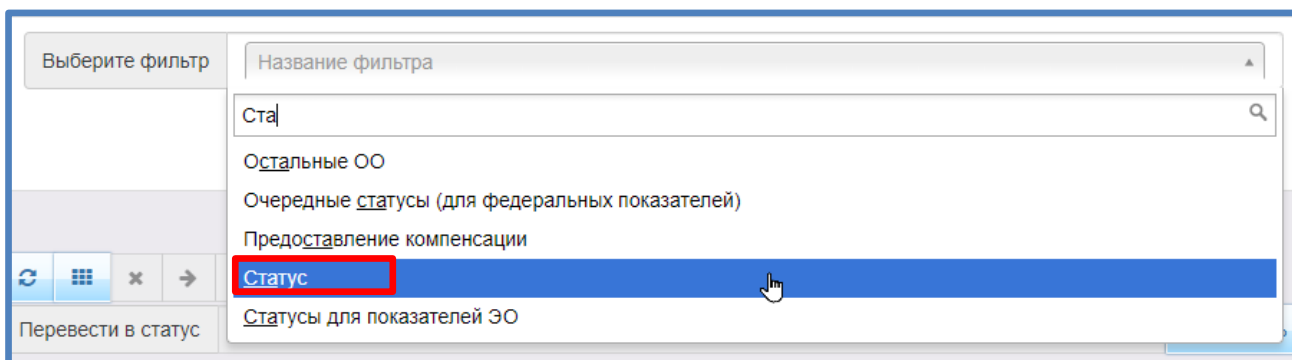 Выберите фильтр
Название фильтра
Ста
Остальные ОО
Очередные статусы (для федеральных показателей)
Предоставление компенсации
Статус
Статусы для показателей ЭО
Перевести в статус